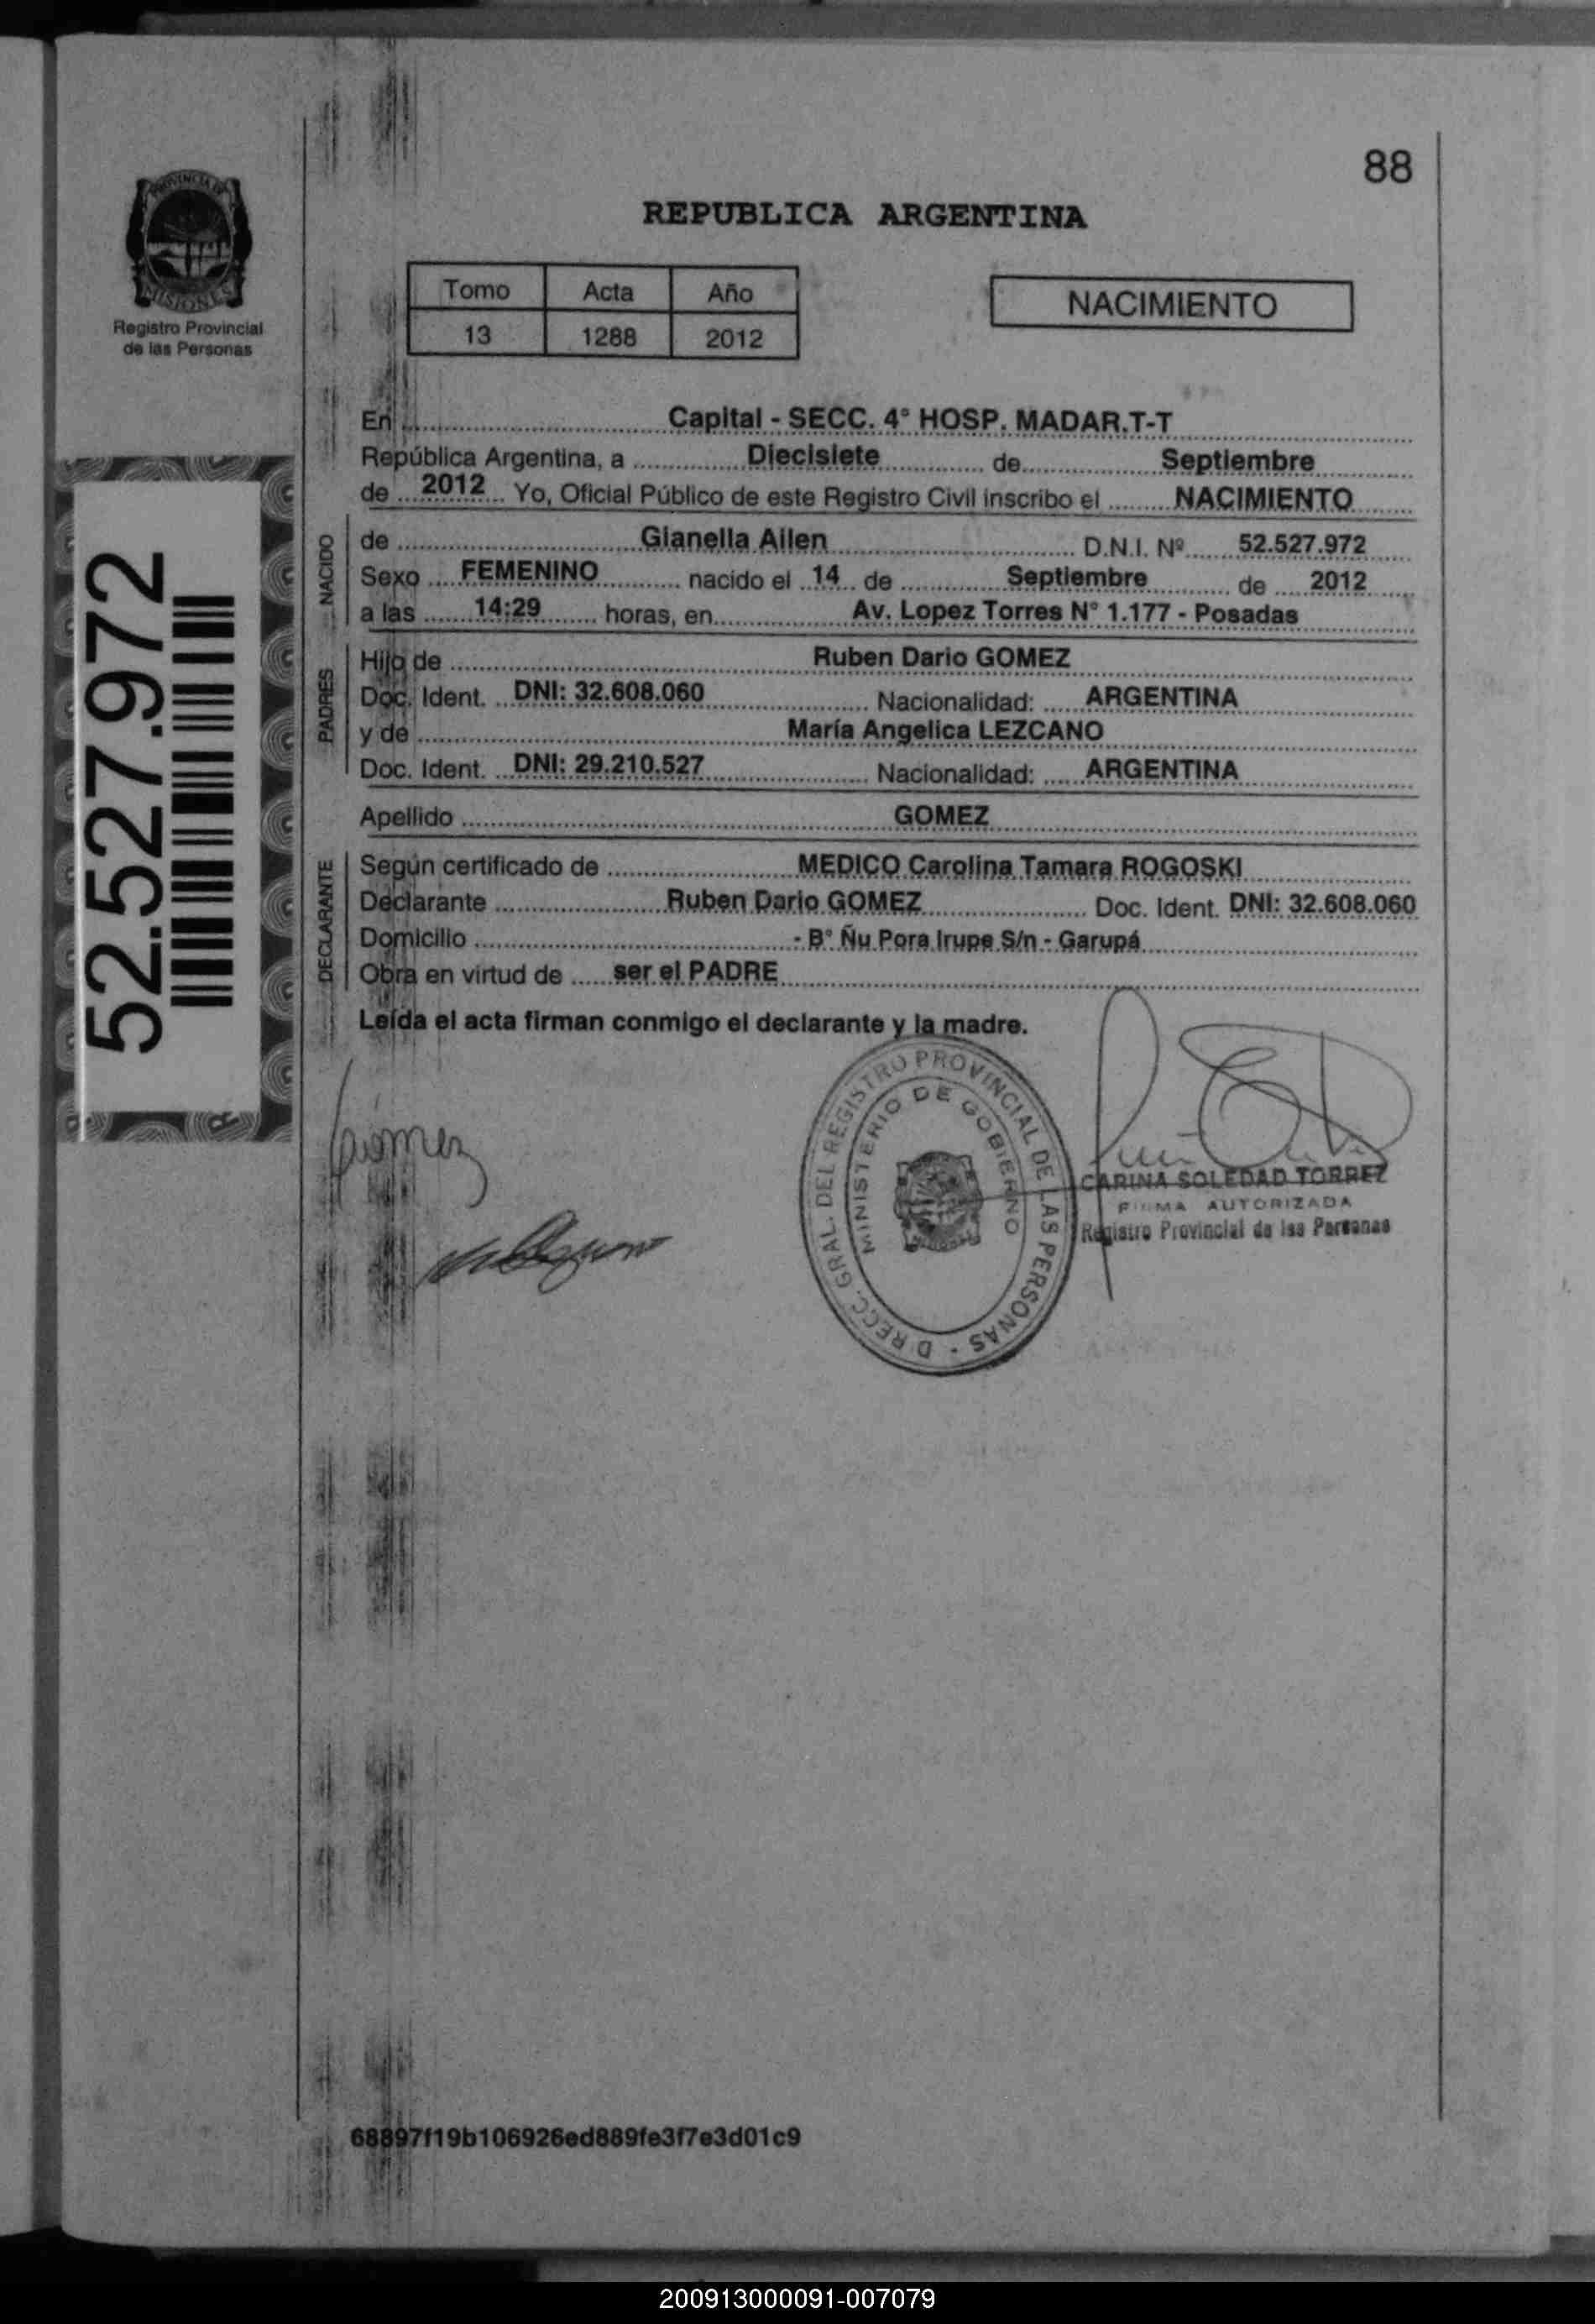 88
PROVINCIA DE
MISIONES
Registro Provincial
de las Personas
REPUBLICA ARGENTINA
Tomo Acta Año
13 1288 2012
NACIMIENTO
En Capital - SECC. 4° HOSP. MADAR.T-T
República Argentina, a Diecisiete de Septiembre
de 2012 Yo, Oficial Público de este Registro Civil inscribo el NACIMIENTO
NACIDO
de Gianella Ailen D.N.I. Nº 52.527.972
Sexo FEMENINO nacido el 14 de Septiembre de 2012
a las 14:29 horas, en Av. Lopez Torres N° 1.177 - Posadas
PADRES
Hijo de Ruben Dario GOMEZ
Doc. Ident. DNI: 32.608.060 Nacionalidad: ARGENTINA
y de María Angelica LEZCANO
Doc. Ident. DNI: 29.210.527 Nacionalidad: ARGENTINA
Apellido GOMEZ
DECLARANTE
Según certificado de MEDICO Carolina Tamara ROGOSKI
Declarante Ruben Dario GOMEZ Doc. Ident. DNI: 32.608.060
Domicilio - B° Ñu Pora Irupe S/n - Garupá
Obra en virtud de ser el PADRE
Leída el acta firman conmigo el declarante y la madre.
52.527.972
Gomez
DIRECC. GRAL. DEL REGISTRO PROVINCIAL DE LAS PERSONAS -
MINISTERIO DE GOBIERNO
CARINA SOLEDAD TORREZ
FIRMA AUTORIZADA
Registro Provincial de las Personas
68897f19b106926ed889fe3f7e3d01c9
200913000091-007079